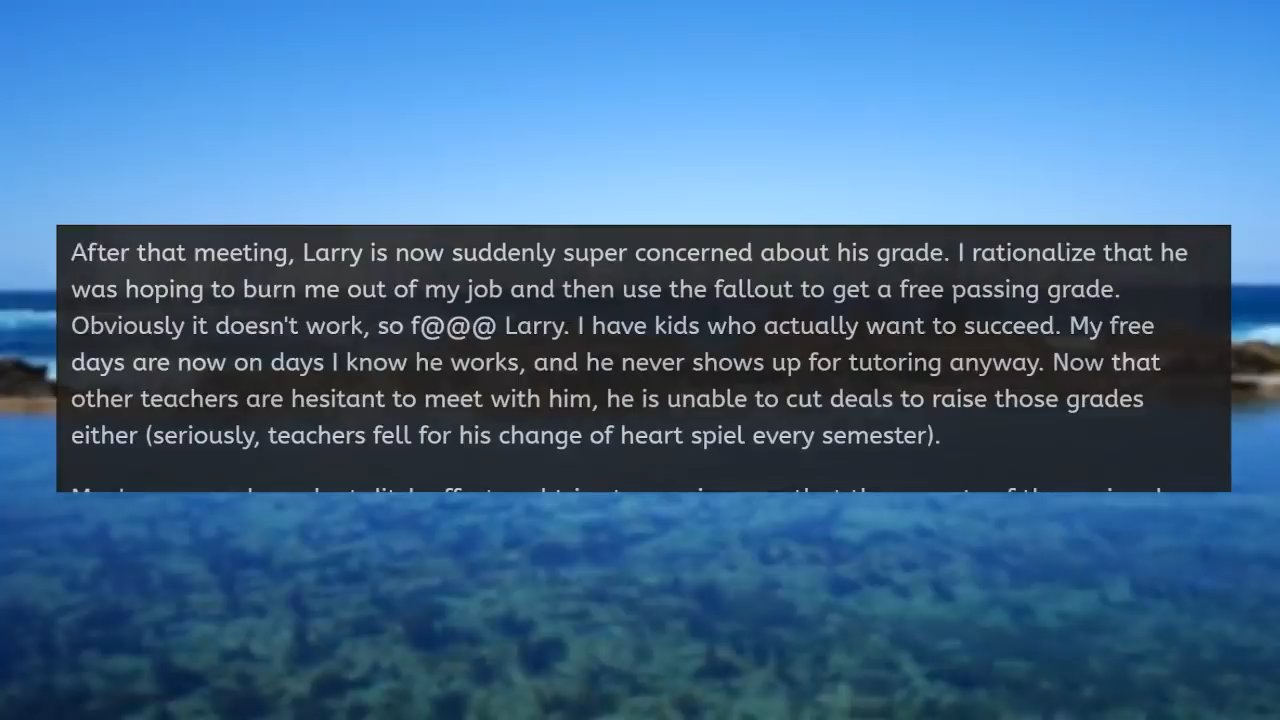 After that meeting, Larry is now suddenly super concerned about his grade. I rationalize that he
was hoping to burn me out of my job and then use the fallout to get a free passing grade.
Obviously it doesn't work, so f@@@ Larry. I have kids who actually want to succeed. My free
days are now on days I know he works, and he never shows up for tutoring anyway. Now that
other teachers are hesitant to meet with him, he is unable to cut deals to raise those grades
either (seriously, teachers fell for his change of heart spiel every semester).